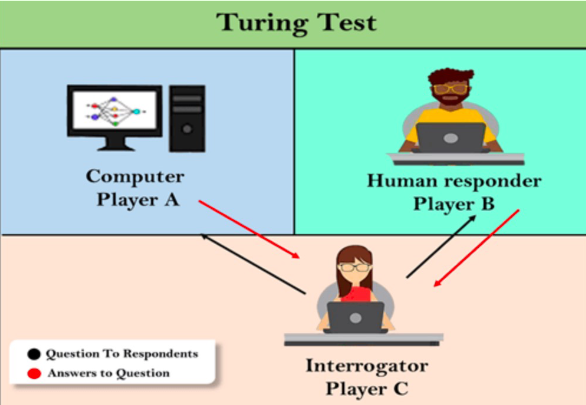 Turing Test
Computer
Player A
Human responder
Player B
Question To Respondents
Answers to Question
Interrogator
Player C